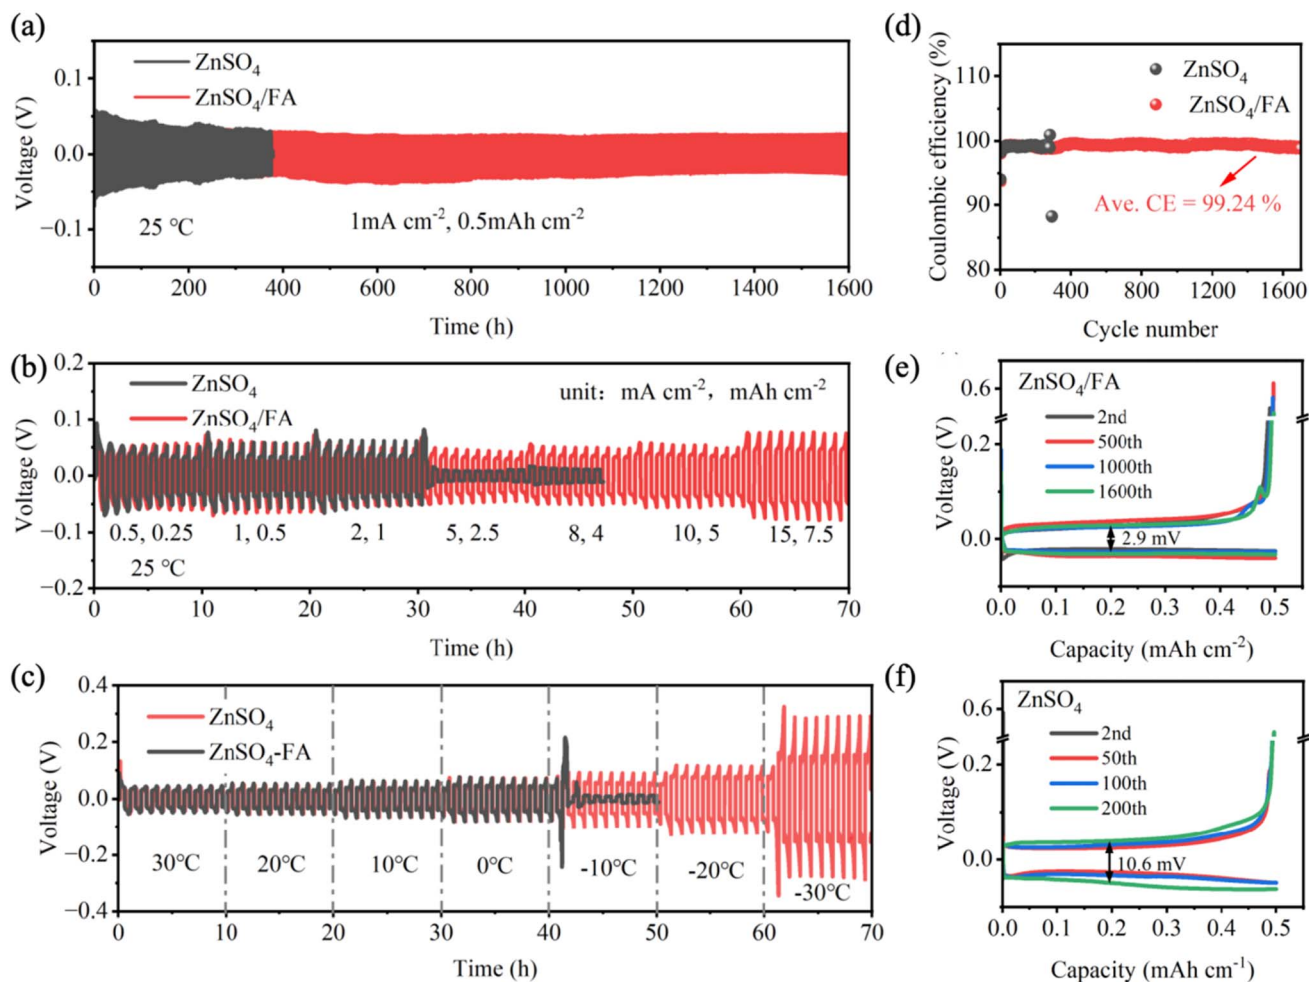 (a)
ZnSO₄
ZnSO₄/FA
0.1
0.0
−0.1
Voltage (V)
25 ℃
1mA cm⁻², 0.5mAh cm⁻²
0 200 400 600 800 1000 1200 1400 1600
Time (h)
(b)
ZnSO₄
ZnSO₄/FA
unit: mA cm⁻², mAh cm⁻²
0.2
0.1
0.0
−0.1
−0.2
Voltage (V)
0.5, 0.25 1, 0.5 2, 1 5, 2.5 8, 4 10, 5 15, 7.5
25 ℃
0 10 20 30 40 50 60 70
Time (h)
(c)
ZnSO₄
ZnSO₄-FA
0.4
0.2
0.0
−0.2
−0.4
Voltage (V)
30℃ 20℃ 10℃ 0℃ -10℃ -20℃ -30℃
0 10 20 30 40 50 60 70
Time (h)
(d)
ZnSO₄
ZnSO₄/FA
110
100
90
80
Coulombic efficiency (%)
Ave. CE = 99.24 %
0 400 800 1200 1600
Cycle number
(e)
ZnSO₄/FA
2nd
500th
1000th
1600th
0.6
0.2
0.0
Voltage (V)
2.9 mV
0.0 0.1 0.2 0.3 0.4 0.5
Capacity (mAh cm⁻²)
(f)
ZnSO₄
2nd
50th
100th
200th
0.6
0.2
0.0
Voltage (V)
10.6 mV
0.0 0.1 0.2 0.3 0.4 0.5
Capacity (mAh cm⁻¹)